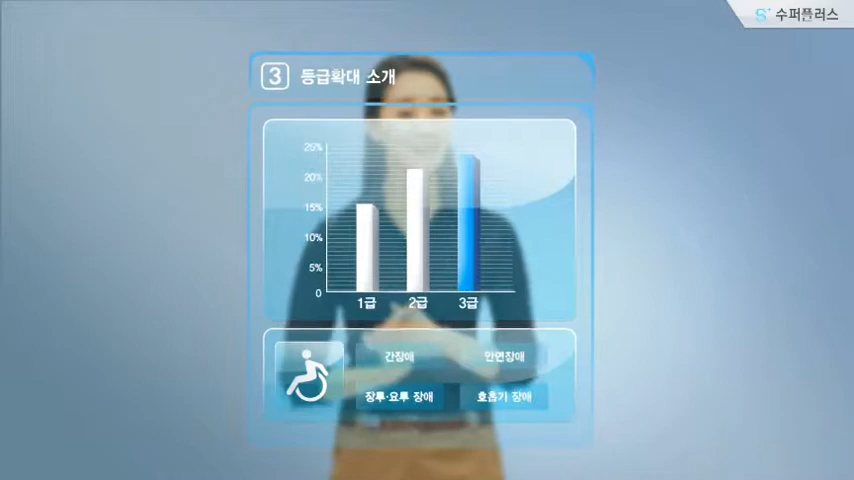 수퍼플러스
3 등급확대 소개
25%
20%
15%
10%
5%
0
1급 2급 3급
간장애 안면장애
장루·요루 장애 호흡기 장애